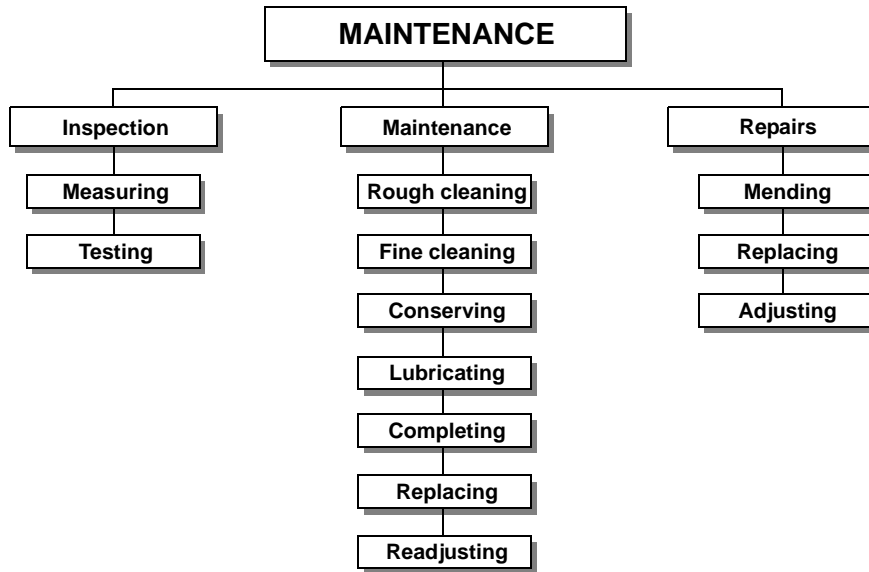 MAINTENANCE
Inspection
Measuring
Testing
Maintenance
Rough cleaning
Fine cleaning
Conserving
Lubricating
Completing
Replacing
Readjusting
Repairs
Mending
Replacing
Adjusting